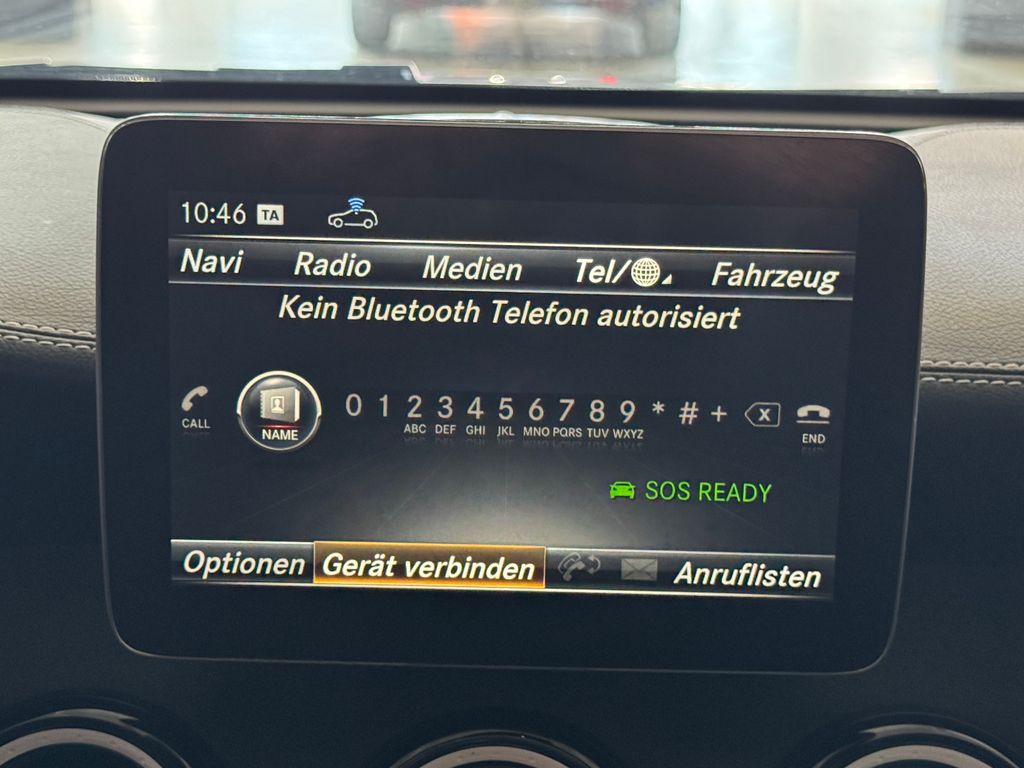 10:46 TA
Navi Radio Medien Tel/ Fahrzeug
Kein Bluetooth Telefon autorisiert
CALL NAME 0 1 2 3 4 5 6 7 8 9 * # + X END
ABC DEF GHI JKL MNO PQRS TUV WXYZ
SOS READY
Optionen Gerät verbinden Anruflisten